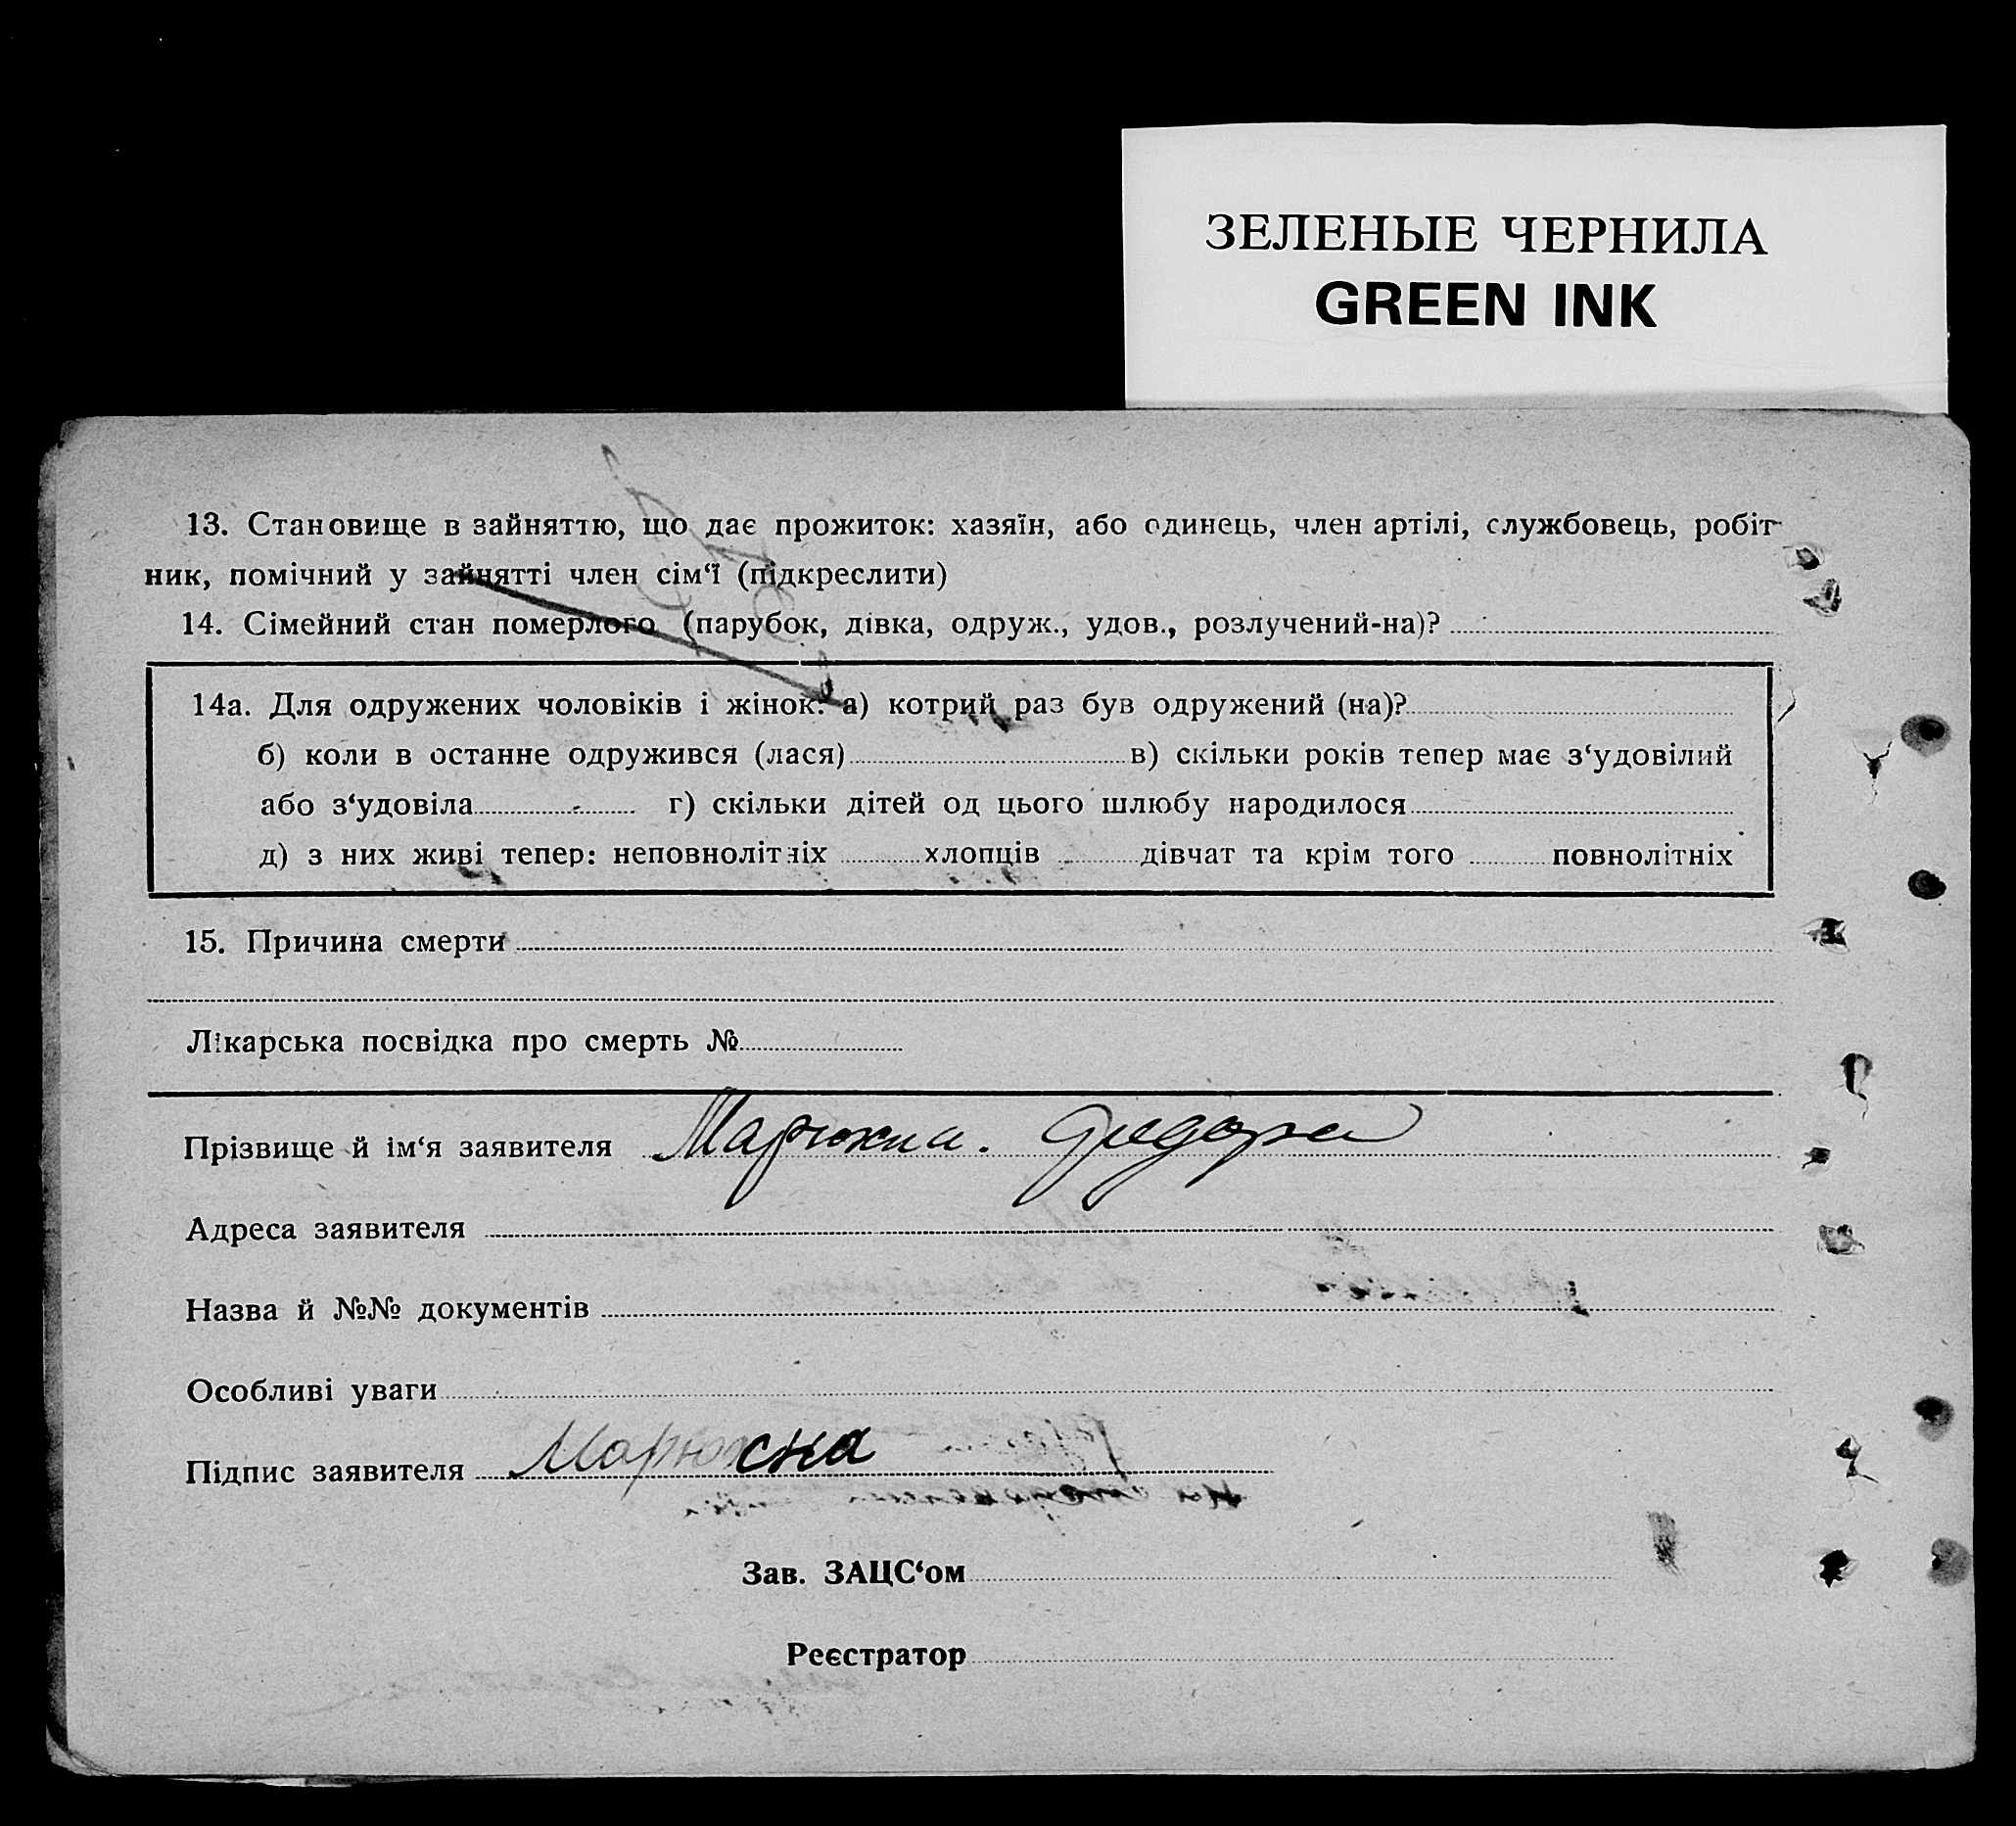 ЗЕЛЕНЫЕ ЧЕРНИЛА
GREEN INK
13. Становище в зайняттю, що дає прожиток: хазяїн, або одинець, член артілі, службовець, робіт-
ник, помічний у зайнятті член сім‘ї (підкреслити)
14. Сімейний стан померлого (парубок, дівка, одруж., удов., розлучений-на)?
14а. Для одружених чоловіків і жінок: а) котрий раз був одружений (на)?
б) коли в останне одружився (лася) в) скільки років тепер має з‘удовілий
або з‘удовіла г) скільки дітей од цього шлюбу народилося
д) з них живі тепер: неповнолітніх хлопців дівчат та крім того повнолітніх
15. Причина смерти
Лікарська посвідка про смерть №
Прізвище й ім‘я заявителя
Адреса заявителя
Назва й №№ документів
Особливі уваги
Підпис заявителя
Зав. ЗАЦС‘ом
Реєстратор